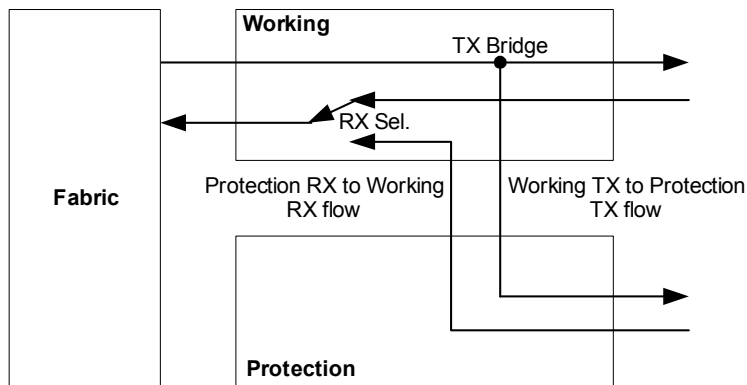 Working
TX Bridge
RX Sel.
Fabric
Protection RX to Working
RX flow
Working TX to Protection
TX flow
Protection